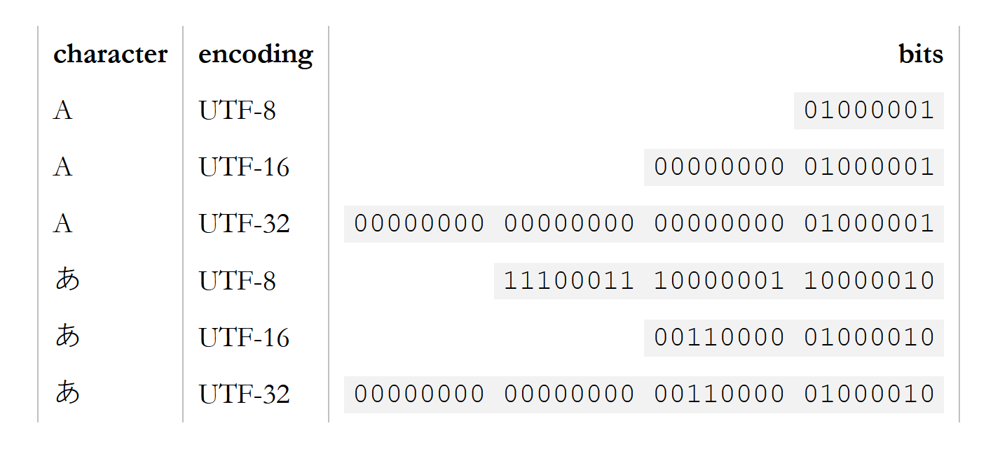 character encoding bits
A UTF-8 01000001
A UTF-16 00000000 01000001
A UTF-32 00000000 00000000 00000000 01000001
あ UTF-8 11100011 10000001 10000010
あ UTF-16 00110000 01000010
あ UTF-32 00000000 00000000 00110000 01000010